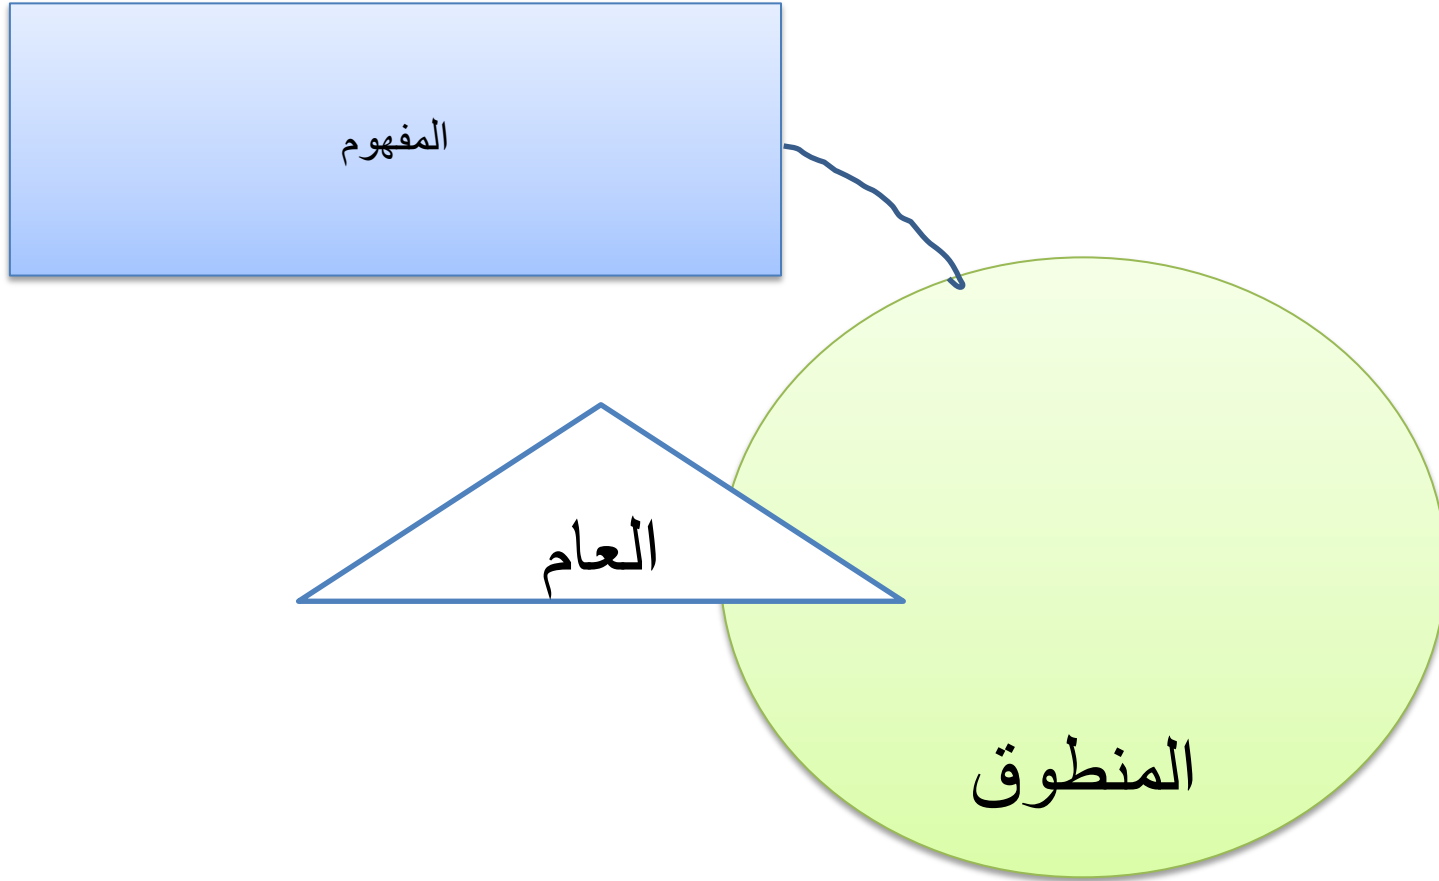 المفهوم
العام
المنطوق